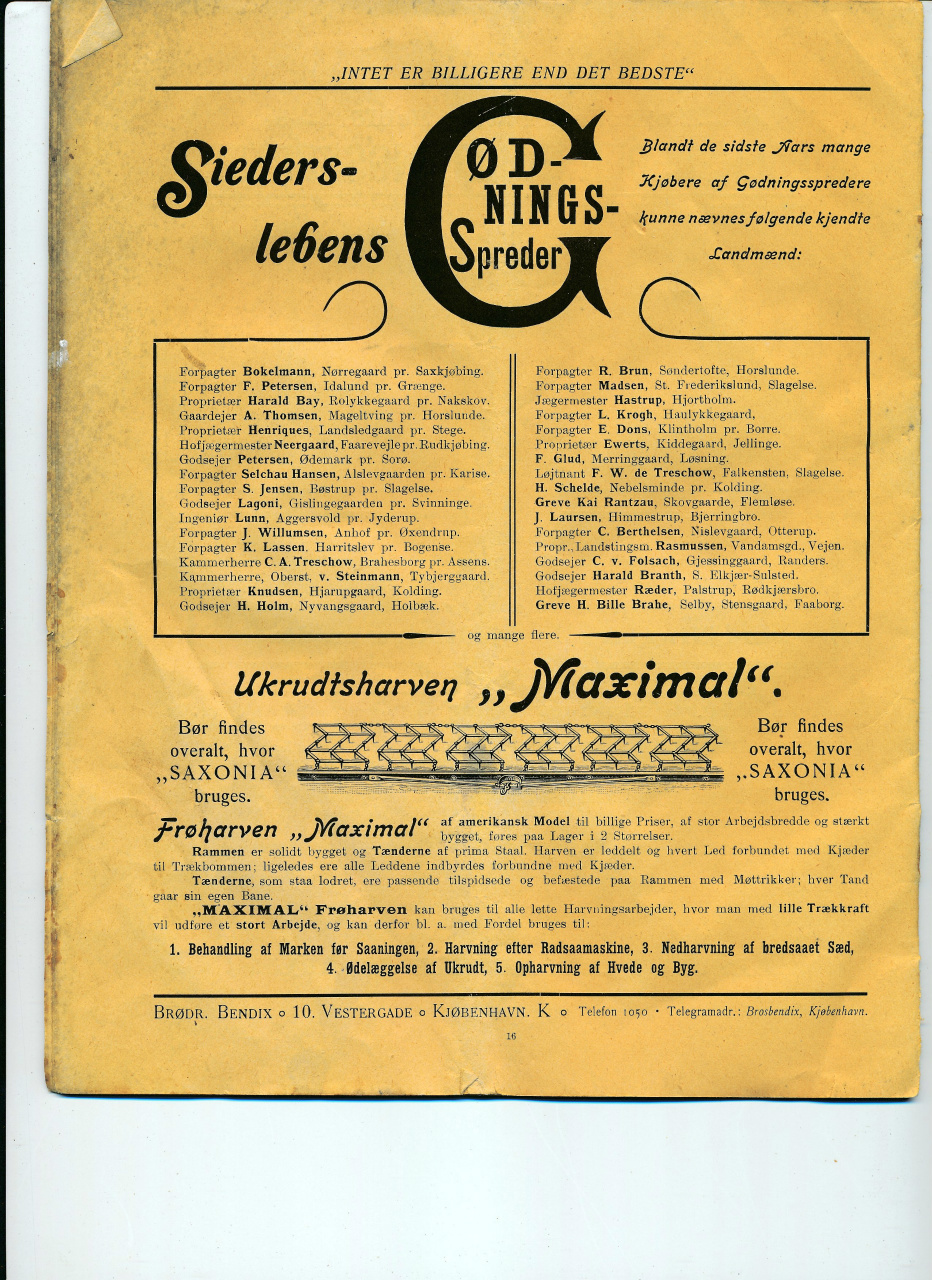 „INTET ER BILLIGERE END DET BEDSTE“
Sieders-
lebens
GØD-
NINGS-
Spreder
Blandt de sidste Aars mange
Kjøbere af Gødningsspredere
kunne nævnes følgende kjendte
Landmænd:
Forpagter Bokelmann, Nørregaard pr. Saxkjøbing.
Forpagter F. Petersen, Idalund pr. Grænge.
Proprietær Harald Bay, Rolykkegaard pr. Nakskov.
Gaardejer A. Thomsen, Mageltving pr. Horslunde.
Proprietær Henriques, Landsledgaard pr. Stege.
Hofjægermester Neergaard, Faarevejle pr. Rudkjøbing.
Godsejer Petersen, Ødemark pr. Sorø.
Forpagter Selchau Hansen, Alslevgaarden pr. Karise.
Forpagter S. Jensen, Bøstrup pr. Slagelse.
Godsejer Lagoni, Gislingegaarden pr. Svinninge.
Ingeniør Lunn, Aggersvold pr. Jyderup.
Forpagter J. Willumsen, Anhof pr. Øxendrup.
Forpagter K. Lassen, Harritslev pr. Bogense.
Kammerherre C. A. Treschow, Brahesborg pr. Assens.
Kammerherre, Oberst, v. Steinmann, Tybjerggaard.
Proprietær Knudsen, Hjarupgaard, Kolding.
Godsejer H. Holm, Nyvangsgaard, Holbæk.
Forpagter R. Brun, Søndertofte, Horslunde.
Forpagter Madsen, St. Frederikslund, Slagelse.
Jægermester Hastrup, Hjortholm.
Forpagter L. Krogh, Haulykkegaard,
Forpagter E. Dons, Klintholm pr. Borre.
Proprietær Ewerts, Kiddegaard, Jellinge.
F. Glud, Merringgaard, Løsning.
Løjtnant F. W. de Treschow, Falkensten, Slagelse.
H. Schelde, Nebelsminde pr. Kolding.
Greve Kai Rantzau, Skovgaarde, Flemløse.
J. Laursen, Himmestrup, Bjerringbro.
Forpagter C. Berthelsen, Nislevgaard, Otterup.
Propr., Landstingsm. Rasmussen, Vandamsgd., Vejen.
Godsejer C. v. Folsach, Gjessinggaard, Randers.
Godsejer Harald Branth, S. Elkjær-Sulsted.
Hofjægermester Ræder, Palstrup, Rødkjærsbro.
Greve H. Bille Brahe, Selby, Stensgaard, Faaborg.
og mange flere.
Ukrudtsharven „Maximal“.
Bør findes
overalt, hvor
„SAXONIA“
bruges.
Bør findes
overalt, hvor
„SAXONIA“
bruges.
Frøharven „Maximal“ af amerikansk Model til billige Priser, af stor Arbejdsbredde og stærkt
bygget, føres paa Lager i 2 Størrelser.
Rammen er solidt bygget og Tænderne af prima Staal. Harven er leddelt og hvert Led forbundet med Kjæder
til Trækbommen; ligeledes ere alle Leddene indbyrdes forbundne med Kjæder.
Tænderne, som staa lodret, ere passende tilspidsede og befæstede paa Rammen med Møttrikker; hver Tand
gaar sin egen Bane.
„MAXIMAL“ Frøharven kan bruges til alle lette Harvningsarbejder, hvor man med lille Trækkraft
vil udføre et stort Arbejde, og kan derfor bl. a. med Fordel bruges til:
1. Behandling af Marken før Saaningen, 2. Harvning efter Radsaamaskine, 3. Nedharvning af bredsaaet Sæd,
4. Ødelæggelse af Ukrudt, 5. Opharvning af Hvede og Byg.
BRØDR. BENDIX o 10. VESTERGADE o KJØBENHAVN. K o Telefon 1050 • Telegramadr.: Brosbendix, Kjøbenhavn.
16